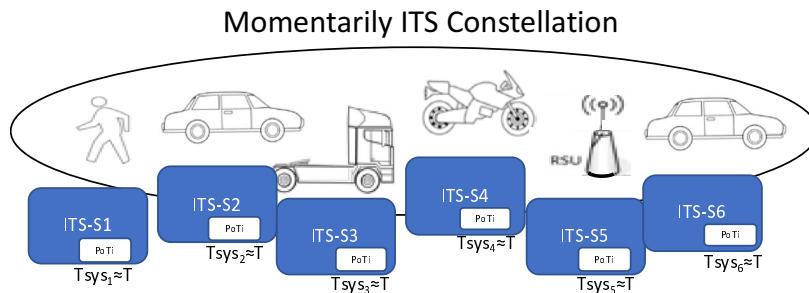 Momentarily ITS Constellation
RSU
ITS-S1
PoTi
Tsys₁≈T
ITS-S2
PoTi
Tsys₂≈T
ITS-S3
PoTi
Tsys₃≈T
ITS-S4
PoTi
Tsys₄≈T
ITS-S5
PoTi
Tsys₅≈T
ITS-S6
PoTi
Tsys₆≈T